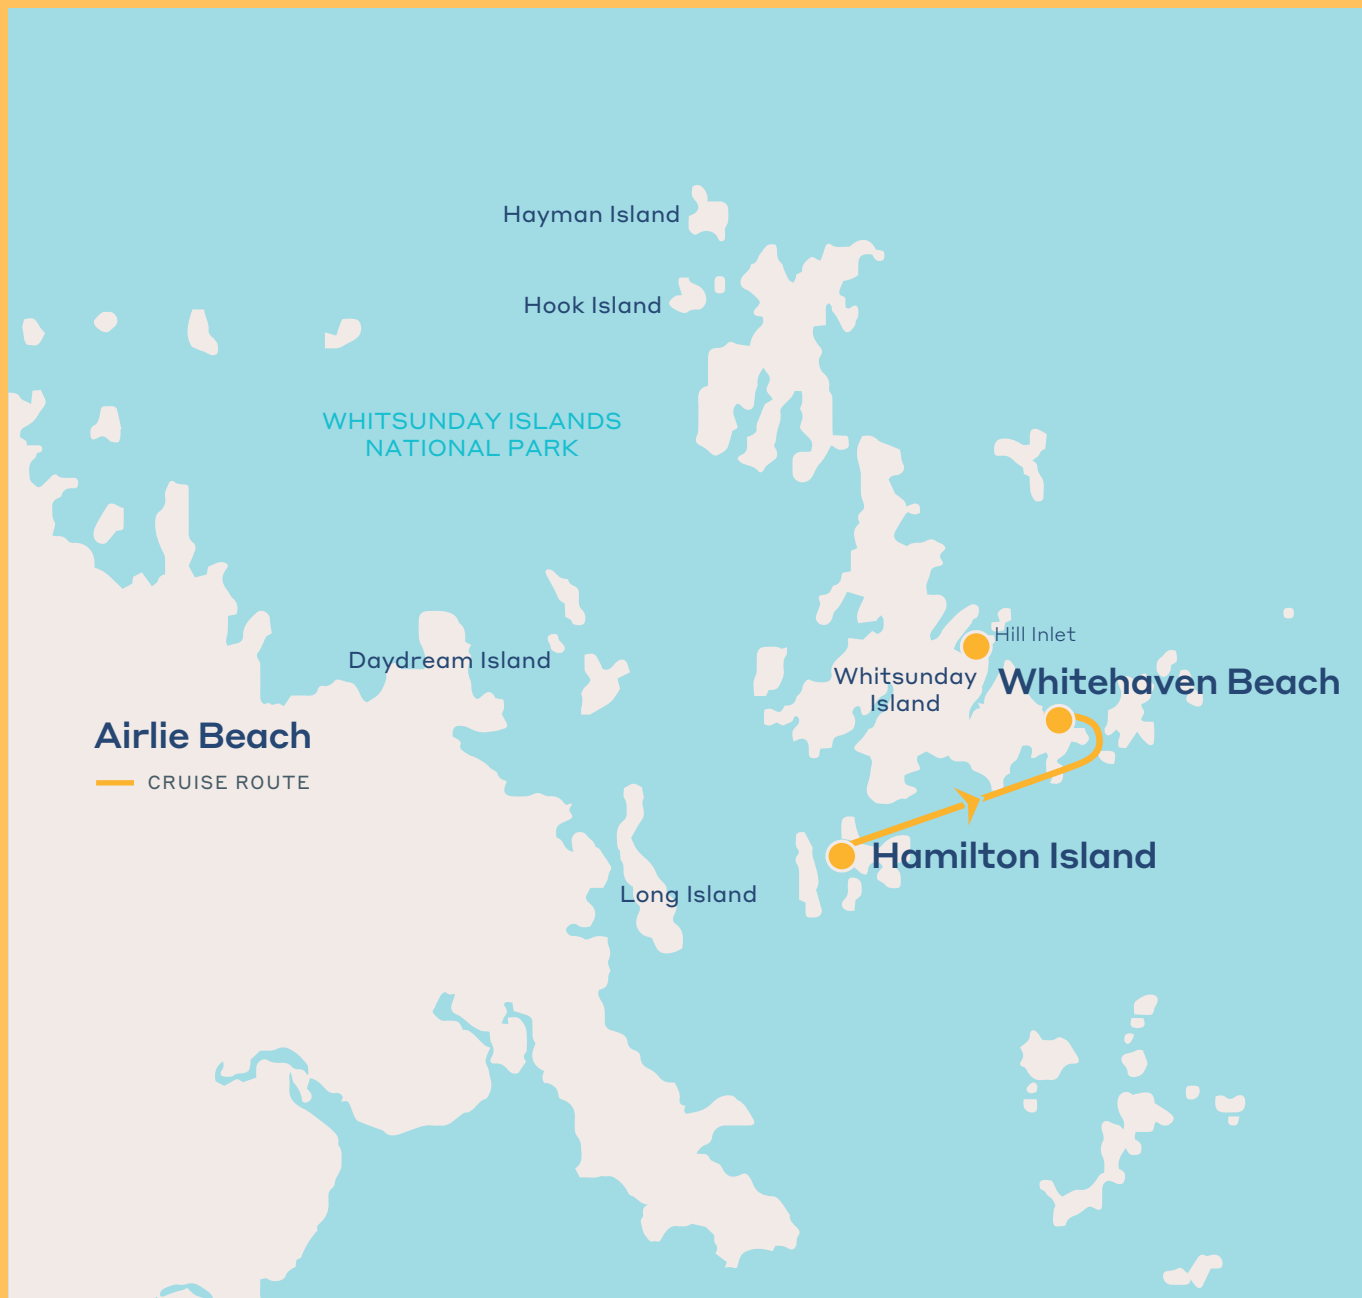 Hayman Island
Hook Island
WHITSUNDAY ISLANDS
NATIONAL PARK
Hill Inlet
Daydream Island
Whitsunday
Island
Whitehaven Beach
Airlie Beach
CRUISE ROUTE
Hamilton Island
Long Island